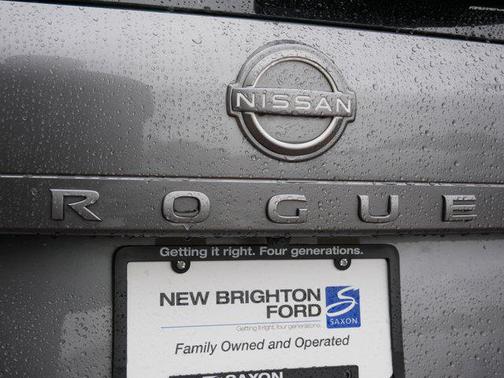 NISSAN
ROGUE
Getting it right. Four generations.
NEW BRIGHTON
FORD
SAXON
Getting it right, four generations.
Family Owned and Operated
SAXON